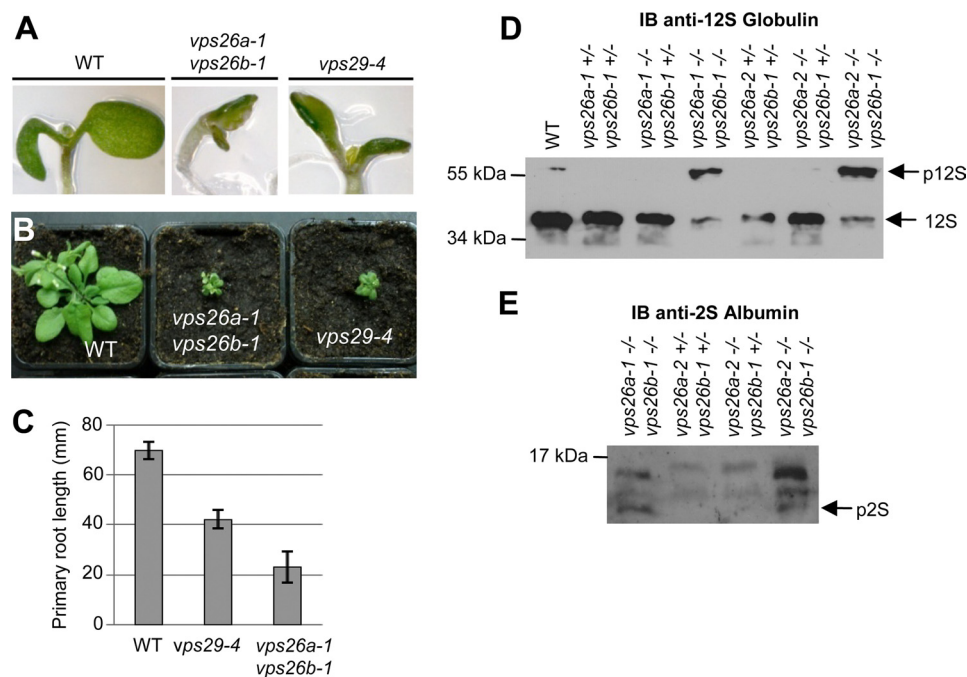 A
WT
vps26a-1
vps26b-1
vps29-4
B
WT
vps26a-1
vps26b-1
vps29-4
C
Primary root length (mm)
80
60
40
20
0
WT
vps29-4
vps26a-1
vps26b-1
D
IB anti-12S Globulin
WT
vps26a-1 +/-
vps26b-1 +/-
vps26a-1 -/-
vps26b-1 +/-
vps26a-1 -/-
vps26b-1 -/-
vps26a-2 +/-
vps26b-1 +/-
vps26a-2 -/-
vps26b-1 +/-
vps26a-2 -/-
vps26b-1 -/-
55 kDa
34 kDa
p12S
12S
E
IB anti-2S Albumin
vps26a-1 -/-
vps26b-1 -/-
vps26a-2 +/-
vps26b-1 +/-
vps26a-2 -/-
vps26b-1 +/-
vps26a-2 -/-
vps26b-1 -/-
17 kDa
p2S